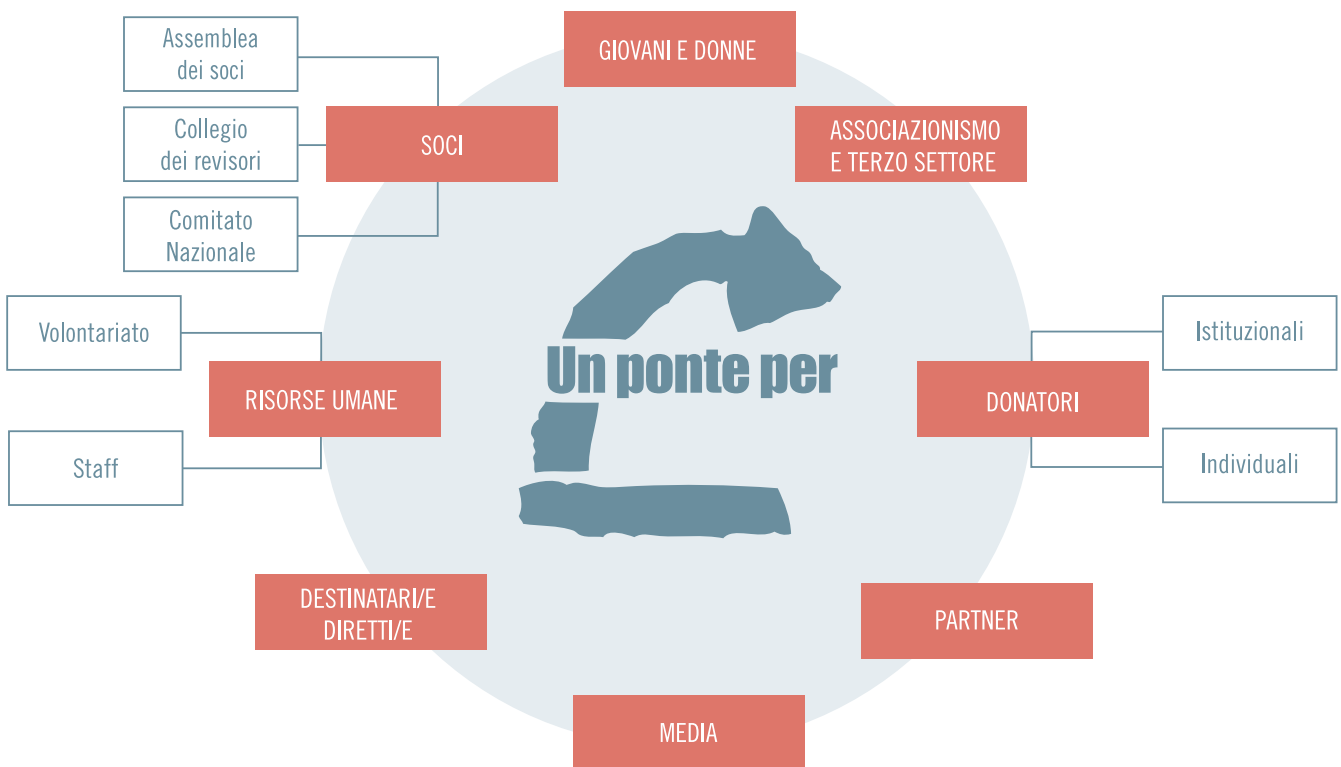 Assemblea
dei soci
Collegio
dei revisori
Comitato
Nazionale
SOCI
GIOVANI E DONNE
ASSOCIAZIONISMO
E TERZO SETTORE
Volontariato
Staff
RISORSE UMANE
Un ponte per
DONATORI
Istituzionali
Individuali
DESTINATARI/E
DIRETTI/E
PARTNER
MEDIA